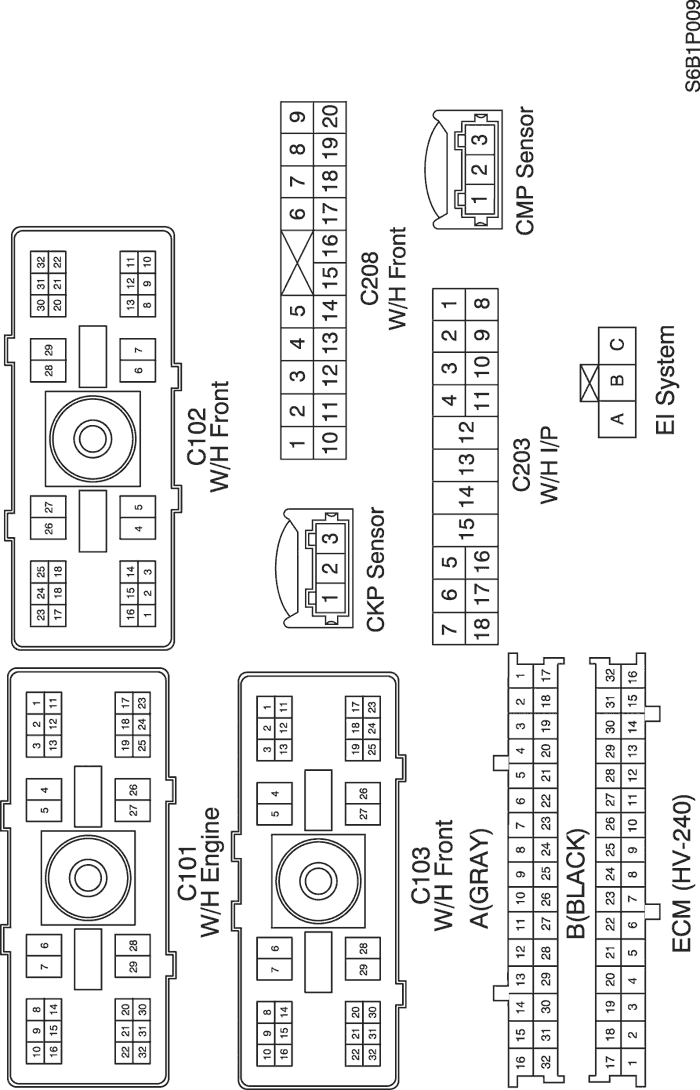 10 9 8 7 6 5 4 3 2 1
16 15 14 13 12 11
22 21 20 29 28 27 26 19 18 17
32 31 30 25 24 23
C101
W/H Engine
23 24 25 26 27 28 29 30 31 32
17 18 18 20 21 22
16 15 14 4 5 6 7 13 12 11
1 2 3 8 9 10
C102
W/H Front
10 9 8 7 6 5 4 3 2 1
16 15 14 13 12 11
22 21 20 29 28 27 26 19 18 17
32 31 30 25 24 23
C103
W/H Front
1 2 3
CKP Sensor
1 2 3 4 5 6 7 8 9
10 11 12 13 14 15 16 17 18 19 20
C208
W/H Front
A(GRAY)
16 15 14 13 12 11 10 9 8 7 6 5 4 3 2 1
32 31 30 29 28 27 26 25 24 23 22 21 20 19 18 17
B(BLACK)
17 18 19 20 21 22 23 24 25 26 27 28 29 30 31 32
1 2 3 4 5 6 7 8 9 10 11 12 13 14 15 16
ECM (HV-240)
7 6 5 15 14 13 12 4 3 2 1
18 17 16 11 10 9 8
C203
W/H I/P
1 2 3
CMP Sensor
A B C
EI System
S6B1P009